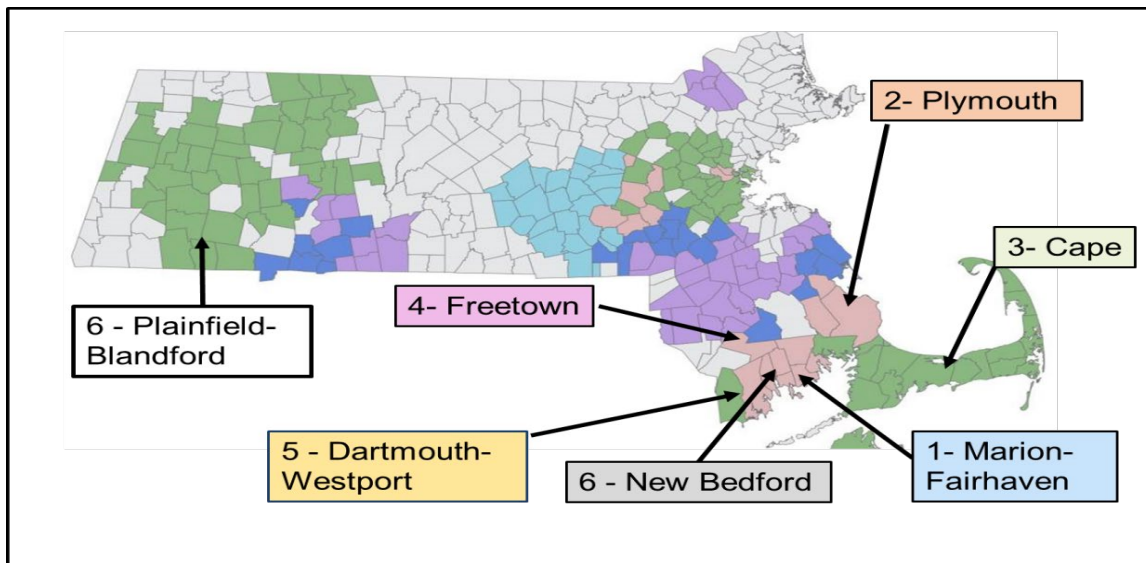 2- Plymouth
3- Cape
4- Freetown
6 - Plainfield-
Blandford
5 - Dartmouth-
Westport
6 - New Bedford
1- Marion-
Fairhaven